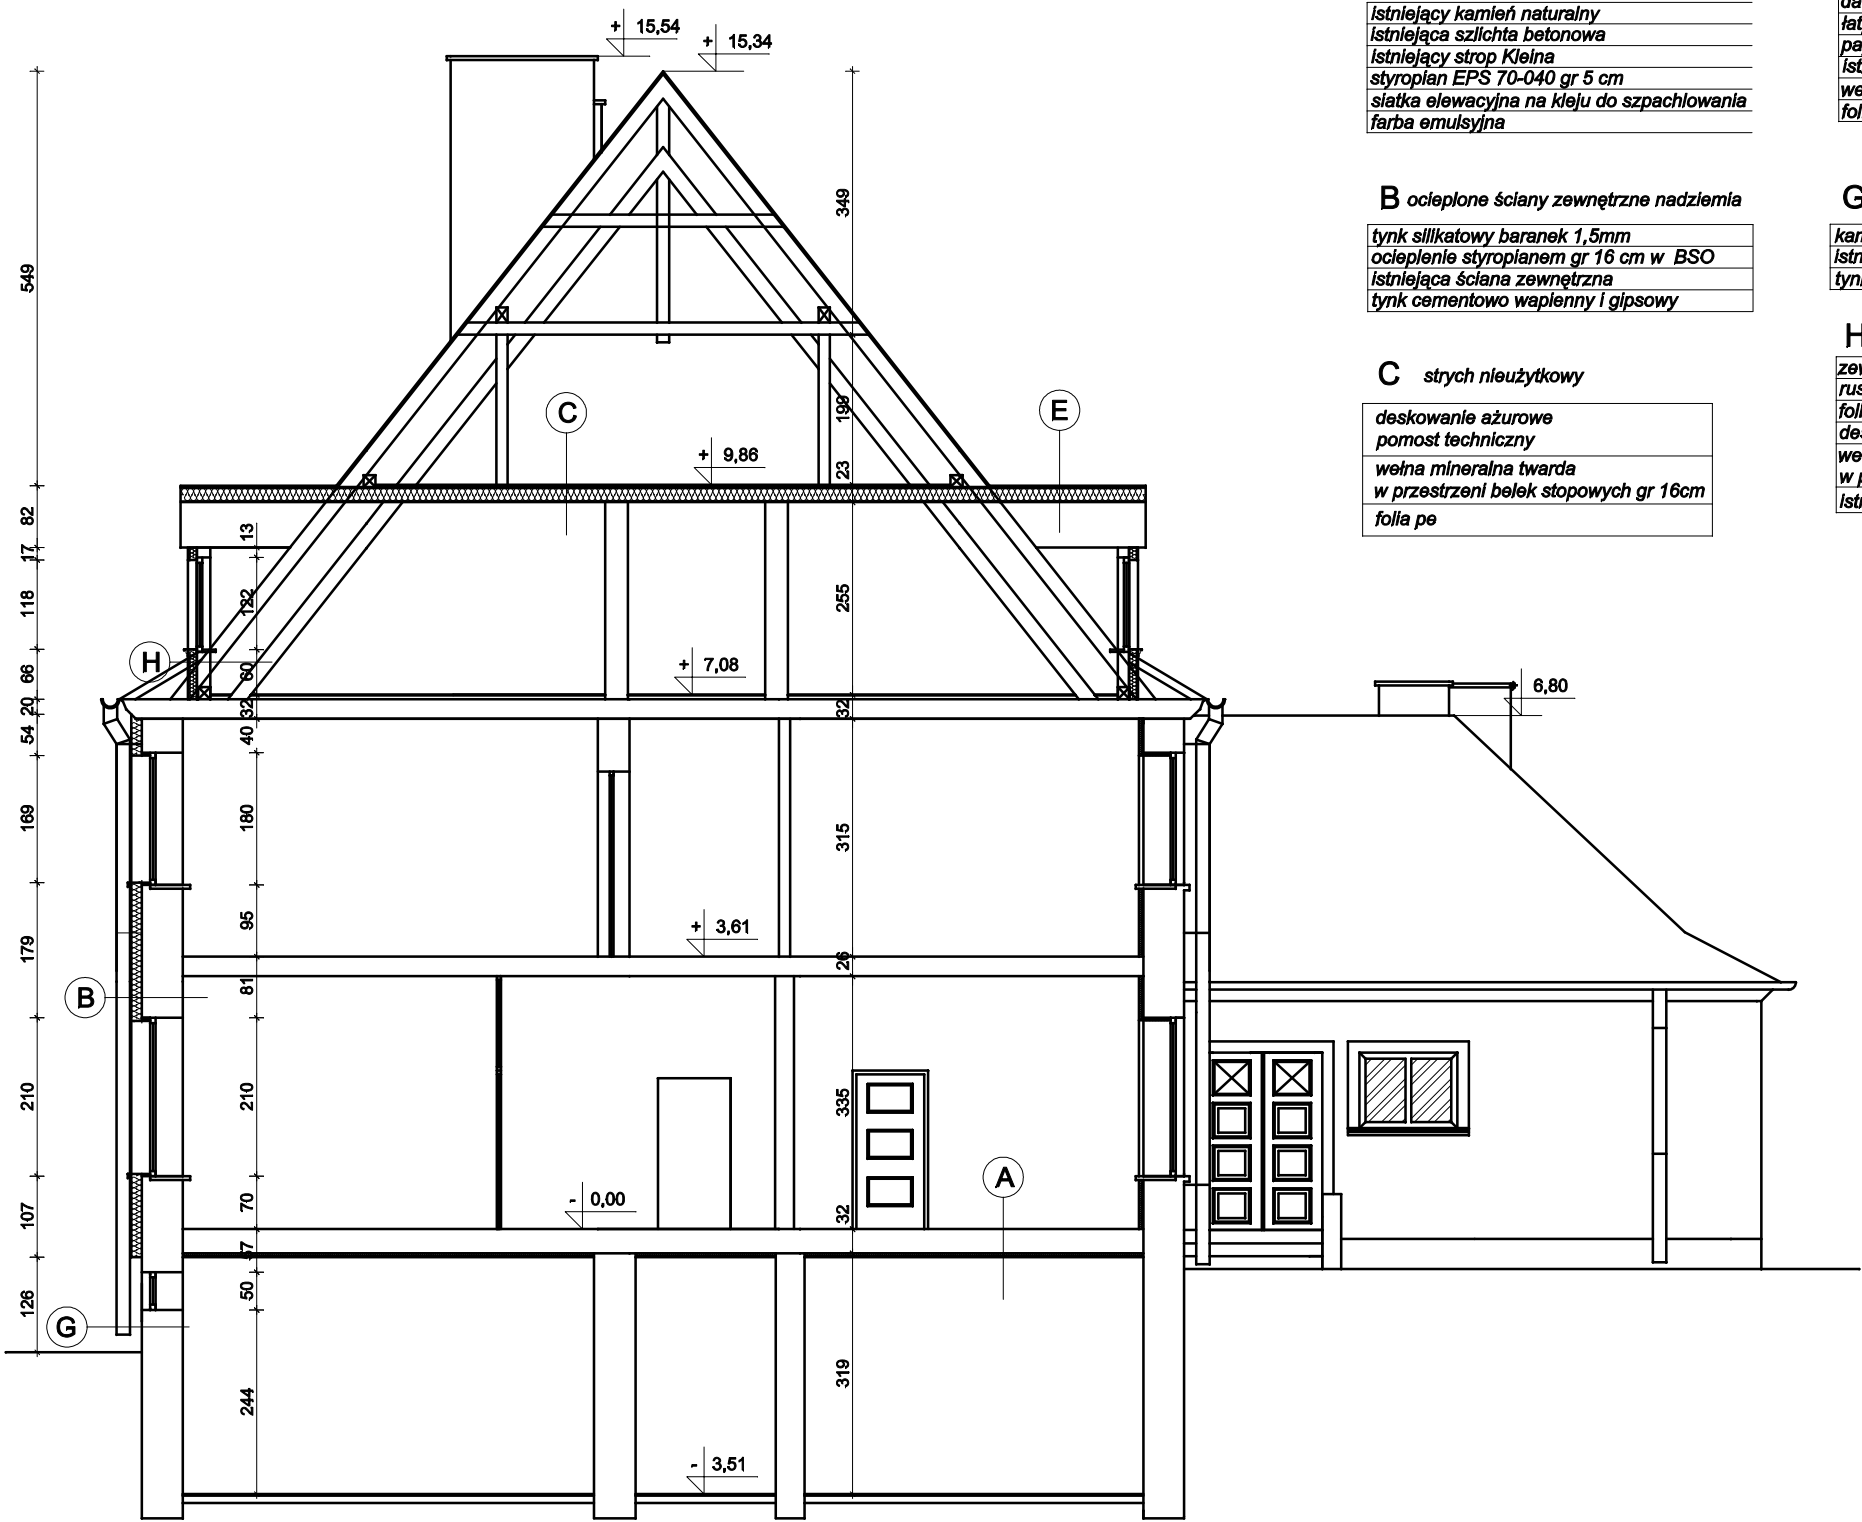 istniejący kamień naturalny
istniejąca szlichta betonowa
istniejący strop Kleina
styropian EPS 70-040 gr 5 cm
siatka elewacyjna na kleju do szpachlowania
farba emulsyjna
B ocieplone ściany zewnętrzne nadziemia
tynk silikatowy baranek 1,5mm
ocieplenie styropianem gr 16 cm w BSO
istniejąca ściana zewnętrzna
tynk cementowo wapienny i gipsowy
C strych nieużytkowy
deskowanie ażurowe
pomost techniczny
wełna mineralna twarda
w przestrzeni belek stopowych gr 16cm
folia pe
G
H
+ 15,54
+ 15,34
+ 9,86
+ 7,08
6,80
+ 3,61
- 0,00
- 3,51
C
E
H
B
A
G
549
82
17
118
66
20
54
169
179
210
107
126
13
122
60
32
40
180
95
81
210
70
57
50
244
349
199
23
255
32
315
26
335
32
319